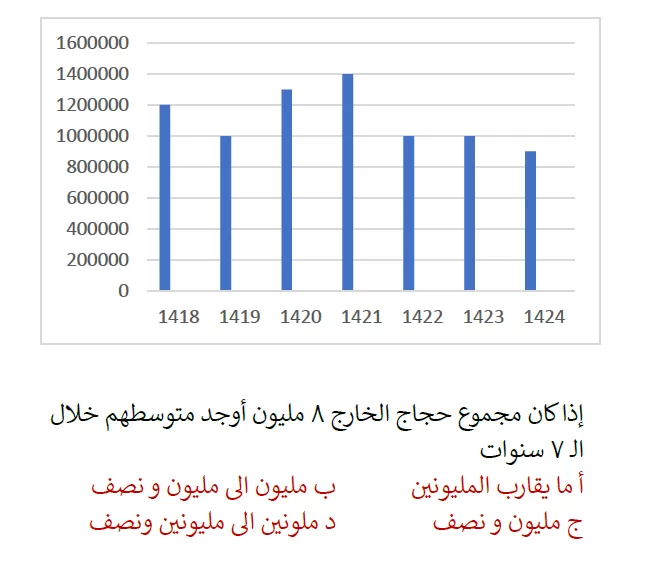 1600000
1400000
1200000
1000000
800000
600000
400000
200000
0
1418 1419 1420 1421 1422 1423 1424
إذا كان مجموع حجاج الخارج ٨ مليون أوجد متوسطهم خلال
الـ ٧ سنوات
أ ما يقارب المليونين ب مليون الى مليون و نصف
ج مليون و نصف د ملونين الى مليونين ونصف